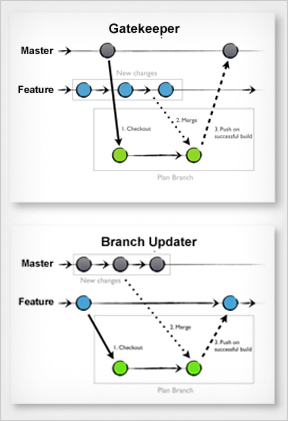 Gatekeeper
Master
New changes
Feature
1. Checkout
2. Merge
3. Push on
successful build
Plan Branch
Branch Updater
Master
New changes
Feature
2. Merge
1. Checkout
3. Push on
successful build
Plan Branch